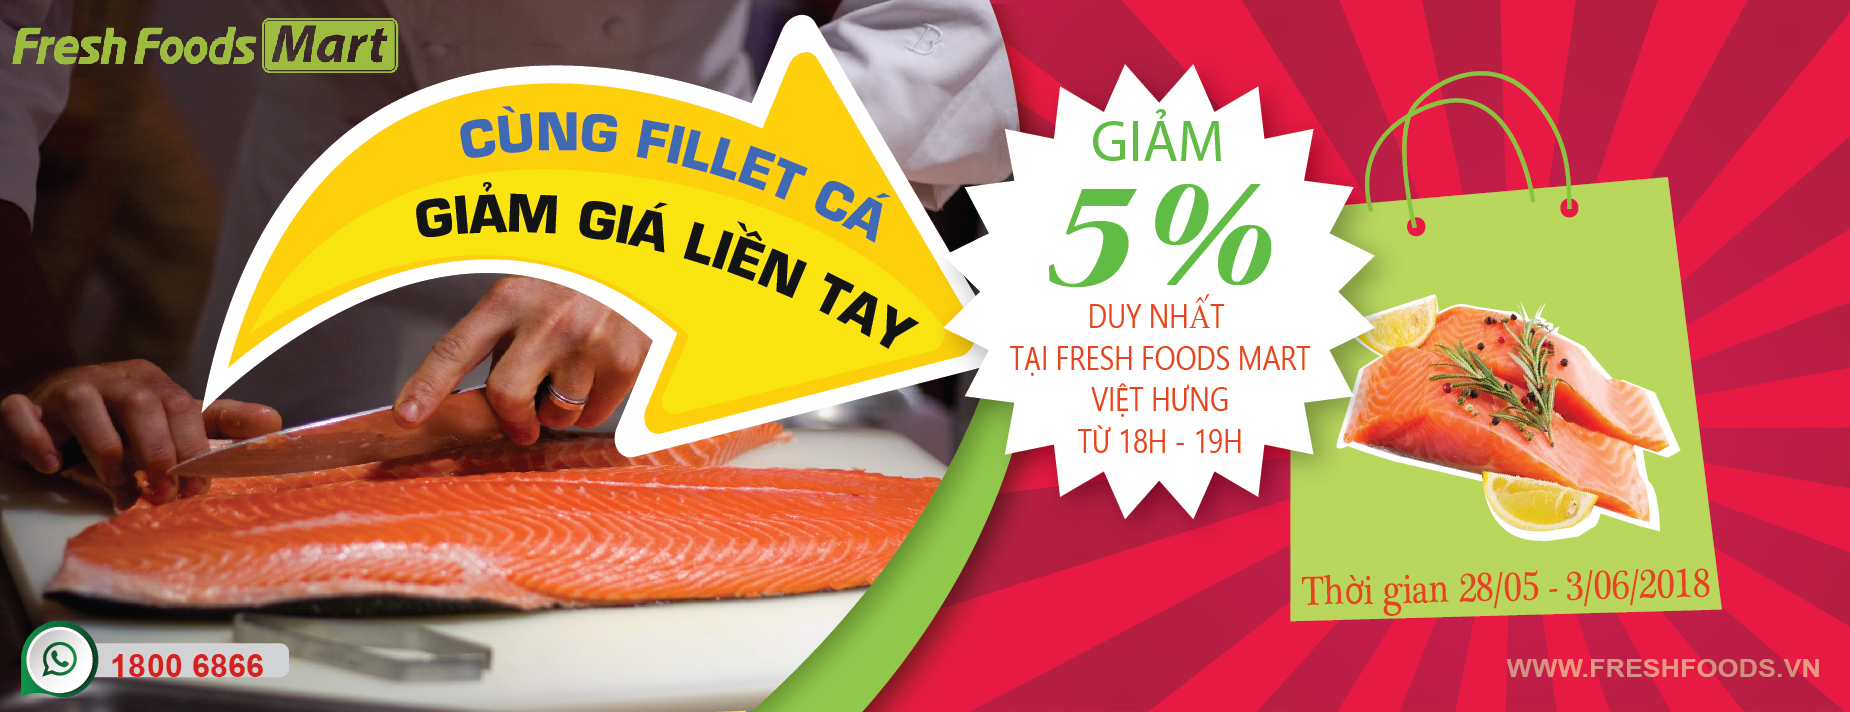 Fresh Foods Mart
CÙNG FILLET CÁ
GIẢM GIÁ LIỀN TAY
GIẢM
5%
DUY NHẤT
TẠI FRESH FOODS MART
VIỆT HƯNG
TỪ 18H - 19H
Thời gian 28/05 - 3/06/2018
1800 6866
WWW.FRESHFOODS.VN
B